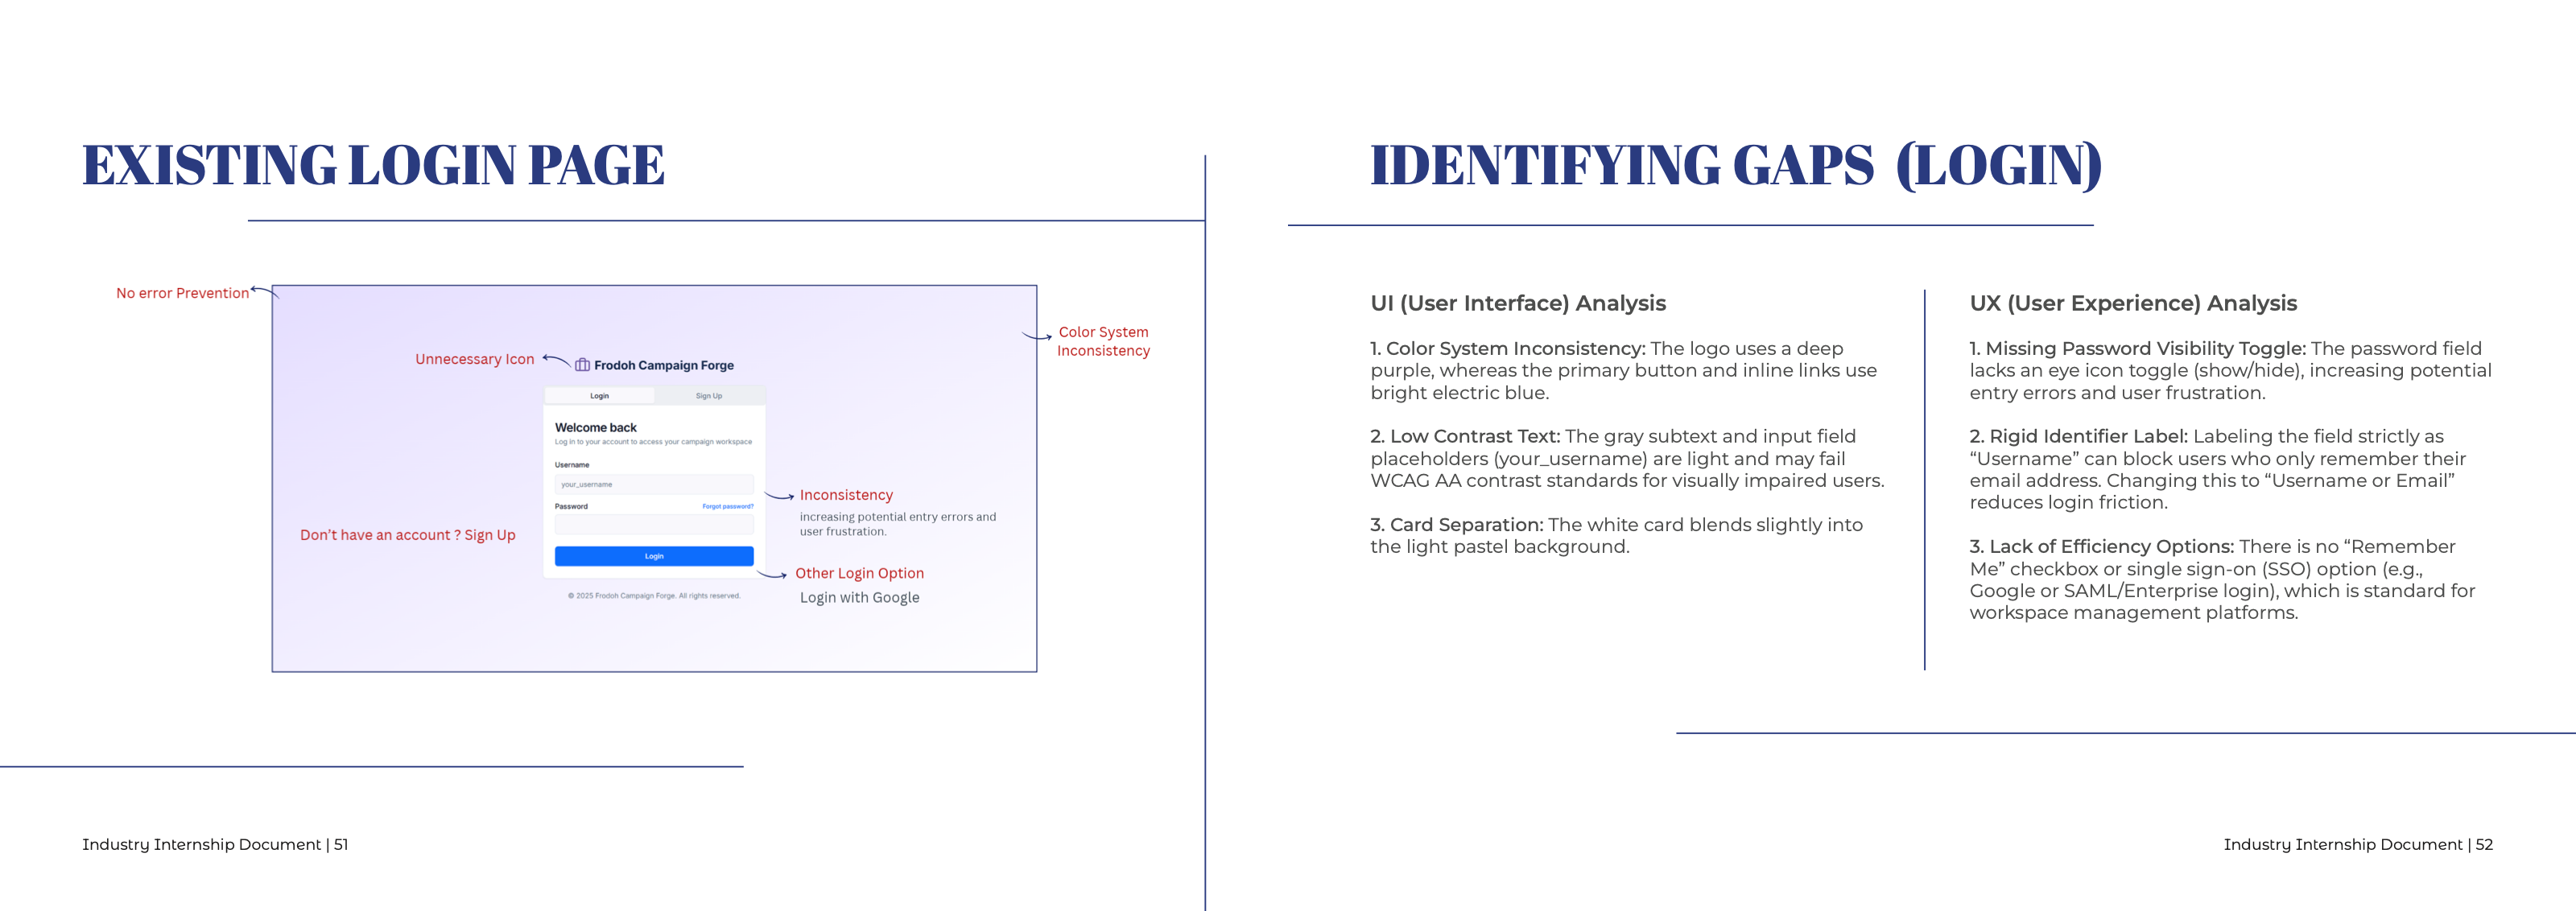 EXISTING LOGIN PAGE
No error Prevention
Color System
Inconsistency
Unnecessary Icon
Frodoh Campaign Forge
Login
Sign Up
Welcome back
Log in to your account to access your campaign workspace
Username
your_username
Inconsistency
increasing potential entry errors and
user frustration.
Password
Forgot password?
Don’t have an account ? Sign Up
Login
Other Login Option
Login with Google
© 2025 Frodoh Campaign Forge. All rights reserved.
Industry Internship Document | 51
IDENTIFYING GAPS (LOGIN)
UI (User Interface) Analysis
1. Color System Inconsistency: The logo uses a deep
purple, whereas the primary button and inline links use
bright electric blue.
2. Low Contrast Text: The gray subtext and input field
placeholders (your_username) are light and may fail
WCAG AA contrast standards for visually impaired users.
3. Card Separation: The white card blends slightly into
the light pastel background.
UX (User Experience) Analysis
1. Missing Password Visibility Toggle: The password field
lacks an eye icon toggle (show/hide), increasing potential
entry errors and user frustration.
2. Rigid Identifier Label: Labeling the field strictly as
“Username” can block users who only remember their
email address. Changing this to “Username or Email”
reduces login friction.
3. Lack of Efficiency Options: There is no “Remember
Me” checkbox or single sign-on (SSO) option (e.g.,
Google or SAML/Enterprise login), which is standard for
workspace management platforms.
Industry Internship Document | 52